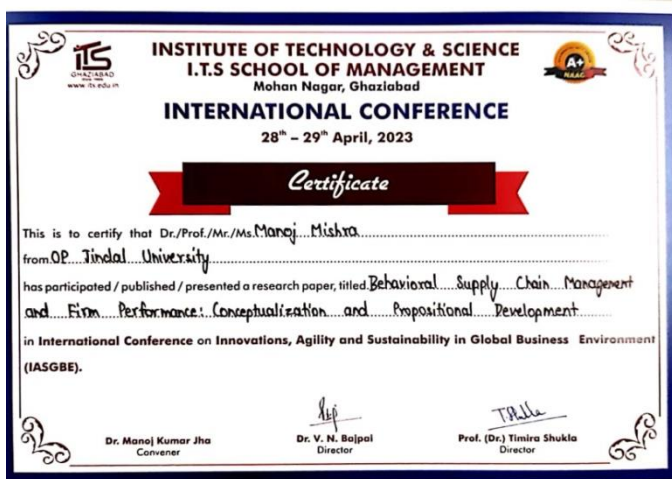 ITS
GHAZIABAD
www.its.edu.in
INSTITUTE OF TECHNOLOGY & SCIENCE
I.T.S SCHOOL OF MANAGEMENT
Mohan Nagar, Ghaziabad
A+
NAAC
INTERNATIONAL CONFERENCE
28th – 29th April, 2023
Certificate
This is to certify that Dr./Prof./Mr./Ms. Manoj Mishra
from OP Jindal University
has participated / published / presented a research paper, titled Behavioral Supply Chain Management
and Firm Performance: Conceptualization and Propositional Development
in International Conference on Innovations, Agility and Sustainability in Global Business Environment
(IASGBE).
T.Shukla
Dr. Manoj Kumar Jha
Convener
Dr. V. N. Bajpai
Director
Prof. (Dr.) Timira Shukla
Director